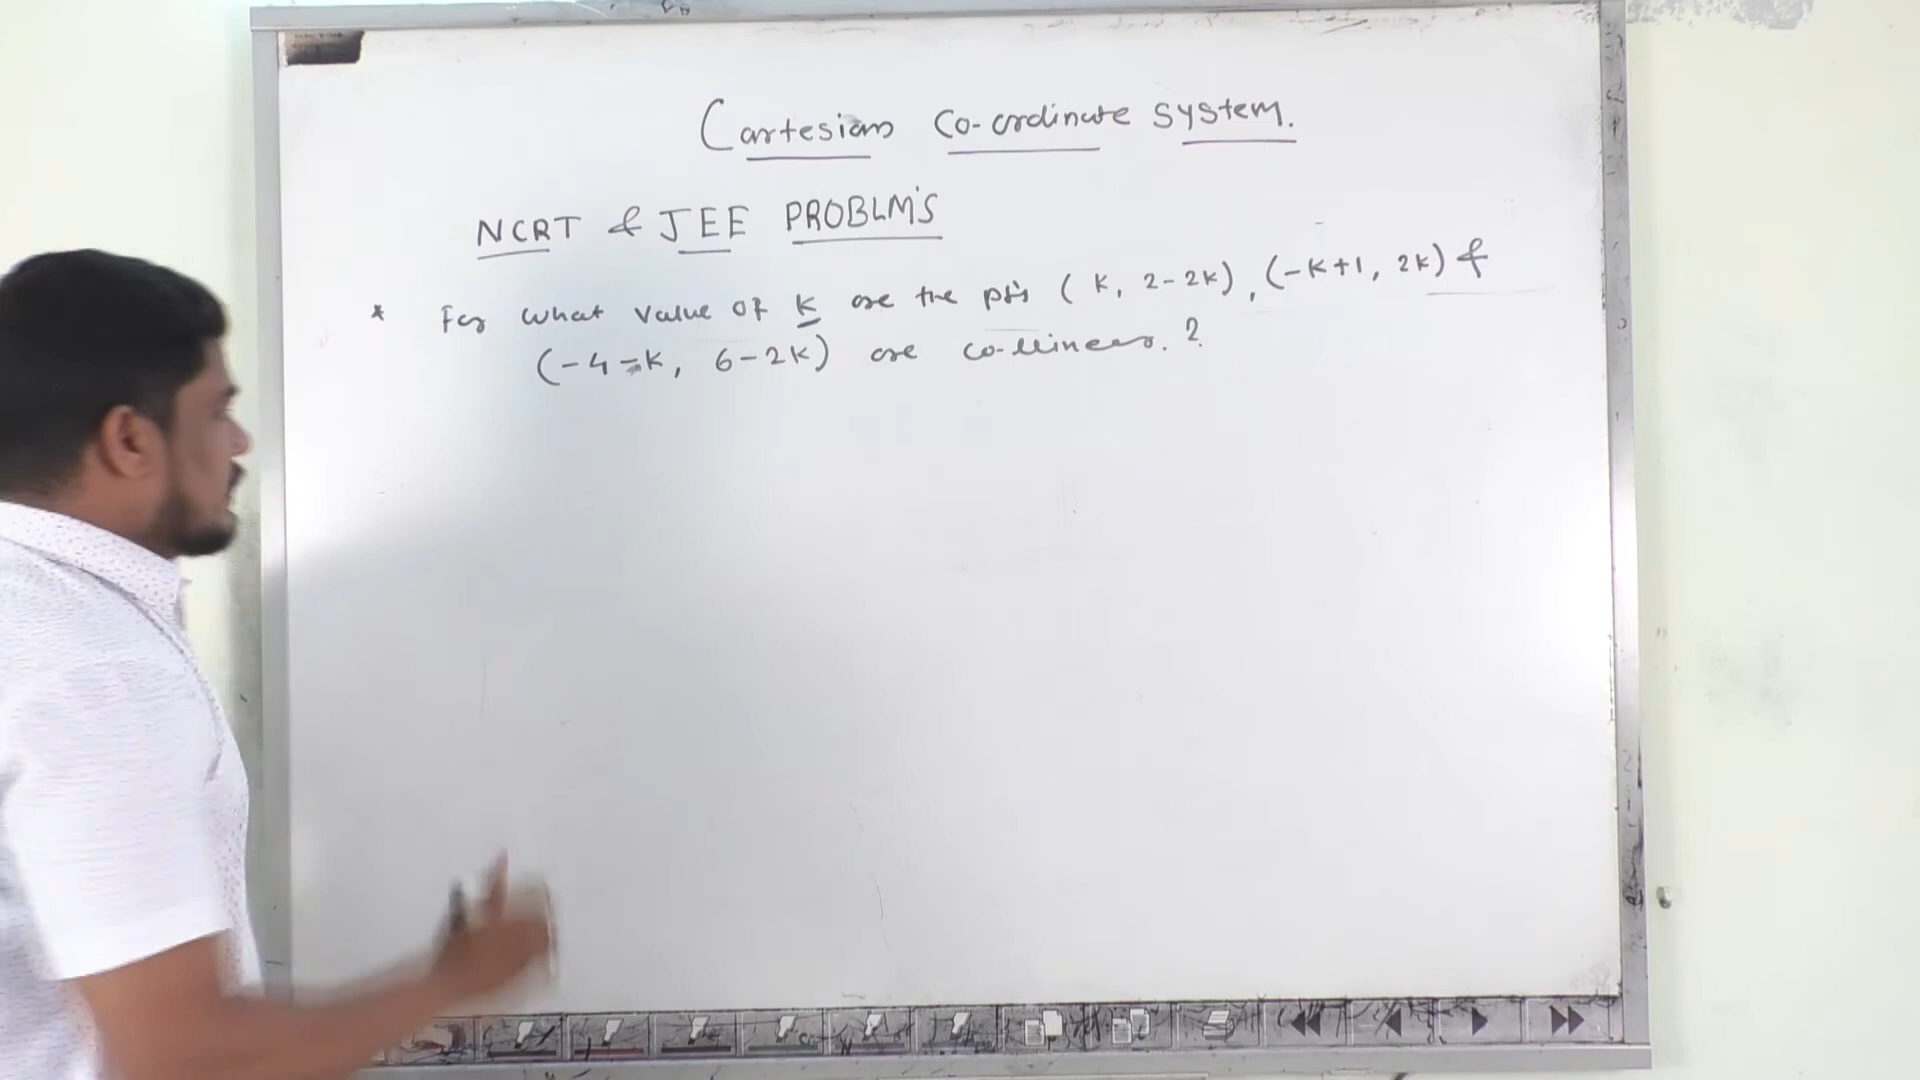 Cartesian Co-ordinate System.
NCRT & JEE PROBLM'S
* For what value of k are the pt's (k, 2-2k), (-k+1, 2k) &
(-4-k, 6-2k) are co-llinear. ?